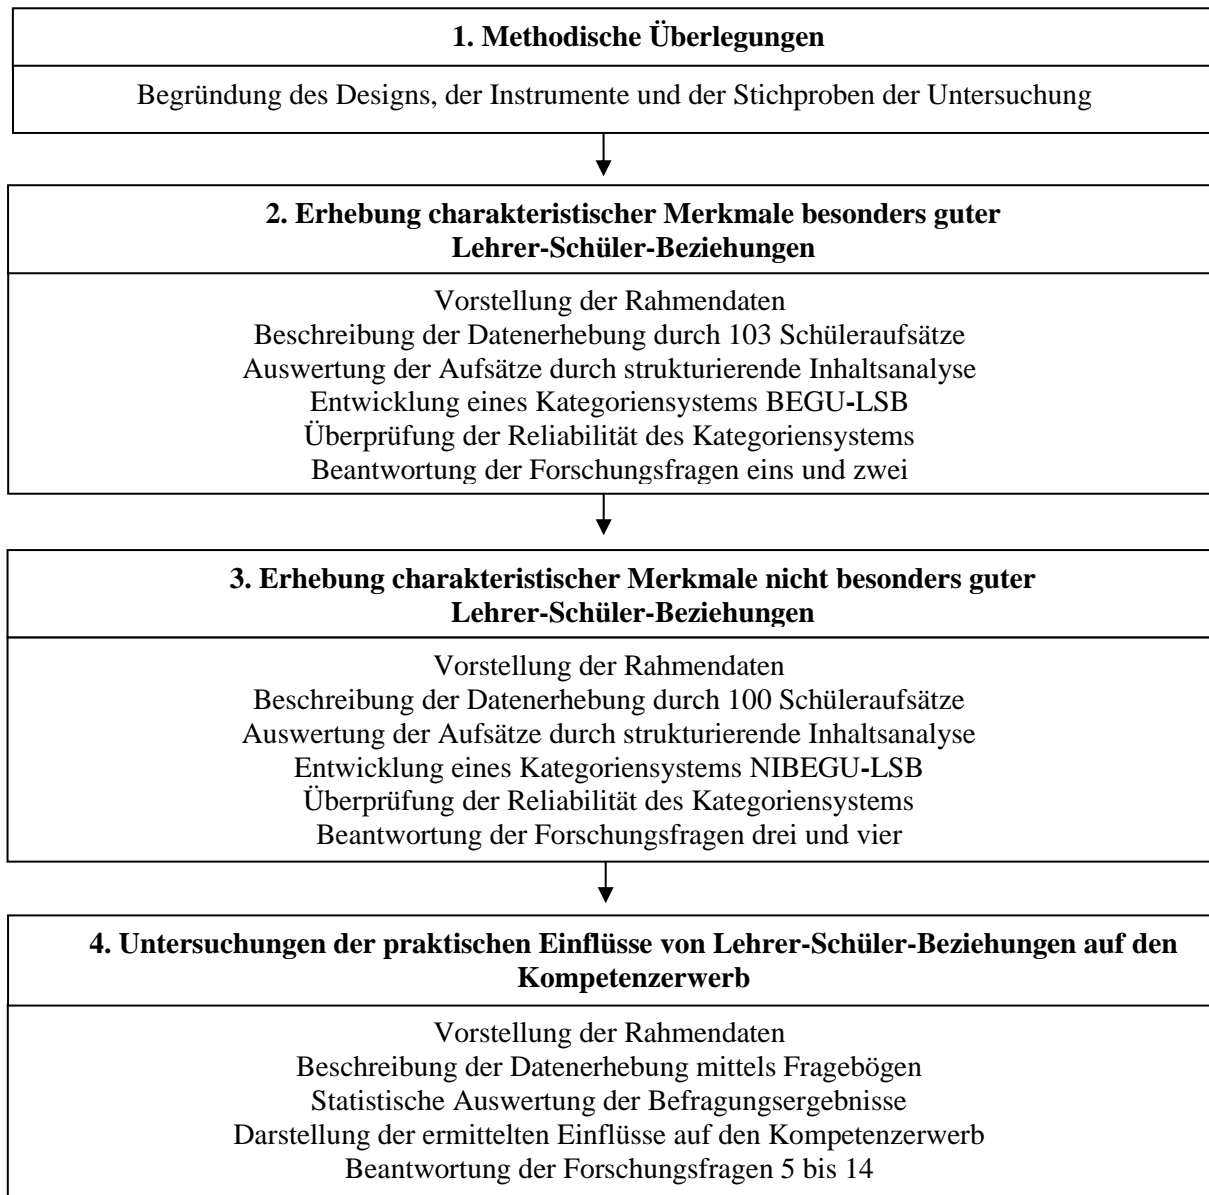 1. Methodische Überlegungen
Begründung des Designs, der Instrumente und der Stichproben der Untersuchung
2. Erhebung charakteristischer Merkmale besonders guter
Lehrer-Schüler-Beziehungen
Vorstellung der Rahmendaten
Beschreibung der Datenerhebung durch 103 Schüleraufsätze
Auswertung der Aufsätze durch strukturierende Inhaltsanalyse
Entwicklung eines Kategoriensystems BEGU-LSB
Überprüfung der Reliabilität des Kategoriensystems
Beantwortung der Forschungsfragen eins und zwei
3. Erhebung charakteristischer Merkmale nicht besonders guter
Lehrer-Schüler-Beziehungen
Vorstellung der Rahmendaten
Beschreibung der Datenerhebung durch 100 Schüleraufsätze
Auswertung der Aufsätze durch strukturierende Inhaltsanalyse
Entwicklung eines Kategoriensystems NIBEGU-LSB
Überprüfung der Reliabilität des Kategoriensystems
Beantwortung der Forschungsfragen drei und vier
4. Untersuchungen der praktischen Einflüsse von Lehrer-Schüler-Beziehungen auf den
Kompetenzerwerb
Vorstellung der Rahmendaten
Beschreibung der Datenerhebung mittels Fragebögen
Statistische Auswertung der Befragungsergebnisse
Darstellung der ermittelten Einflüsse auf den Kompetenzerwerb
Beantwortung der Forschungsfragen 5 bis 14